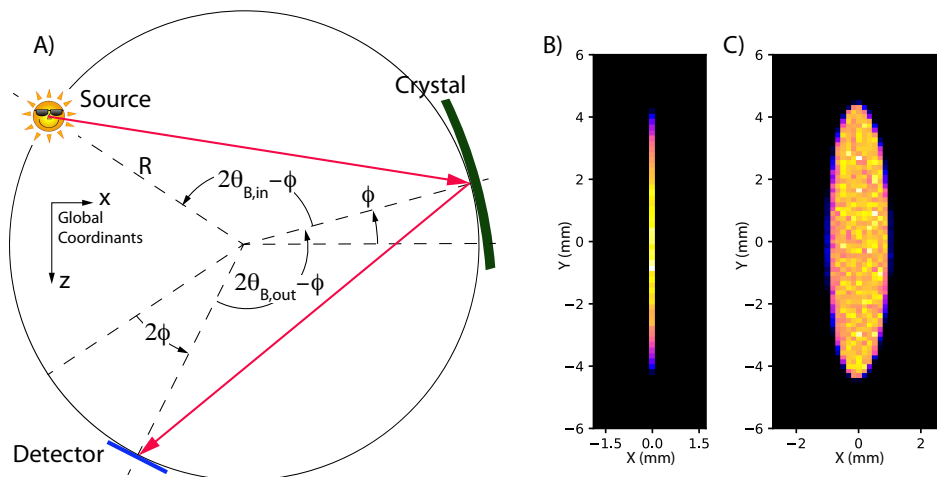 A)
Source
Crystal
R
2θB,in−ϕ
ϕ
x
Global
Coordinants
z
2θB,out−ϕ
2ϕ
Detector
B)
6
4
2
0
−2
−4
−6
Y (mm)
−1.5 0.0 1.5
X (mm)
C)
6
4
2
0
−2
−4
−6
Y (mm)
−2 0 2
X (mm)